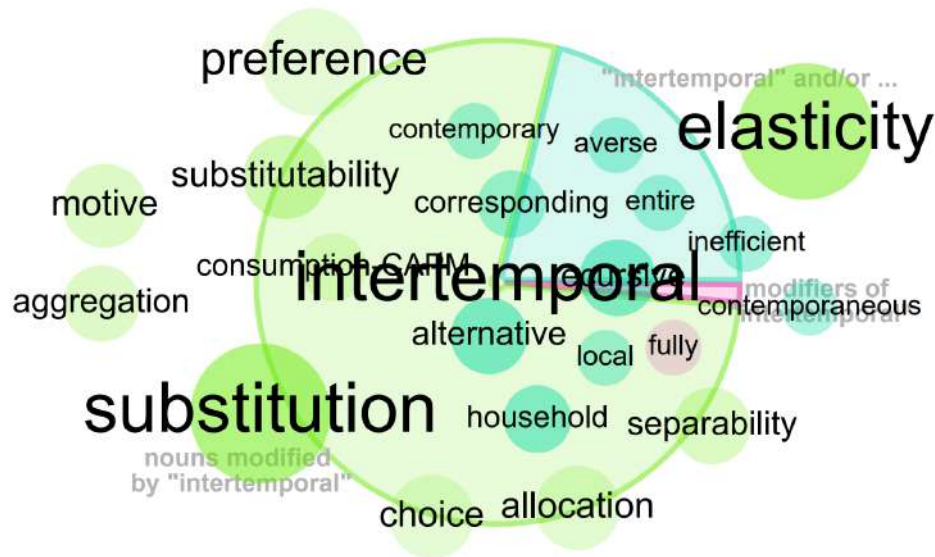 preference
"intertemporal" and/or ...
elasticity
contemporary
averse
substitutability
motive
corresponding
entire
inefficient
consumption-CAPM
intertemporal
ecursive
aggregation
modifiers of
intertemporal
contemporaneous
alternative
local
fully
substitution
household
separability
nouns modified
by "intertemporal"
choice
allocation